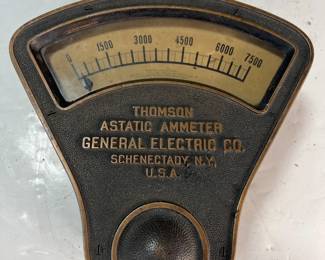 0 1500 3000 4500 6000 7500
THOMSON
ASTATIC AMMETER
GENERAL ELECTRIC CO.
SCHENECTADY, N.Y.,
U.S.A.